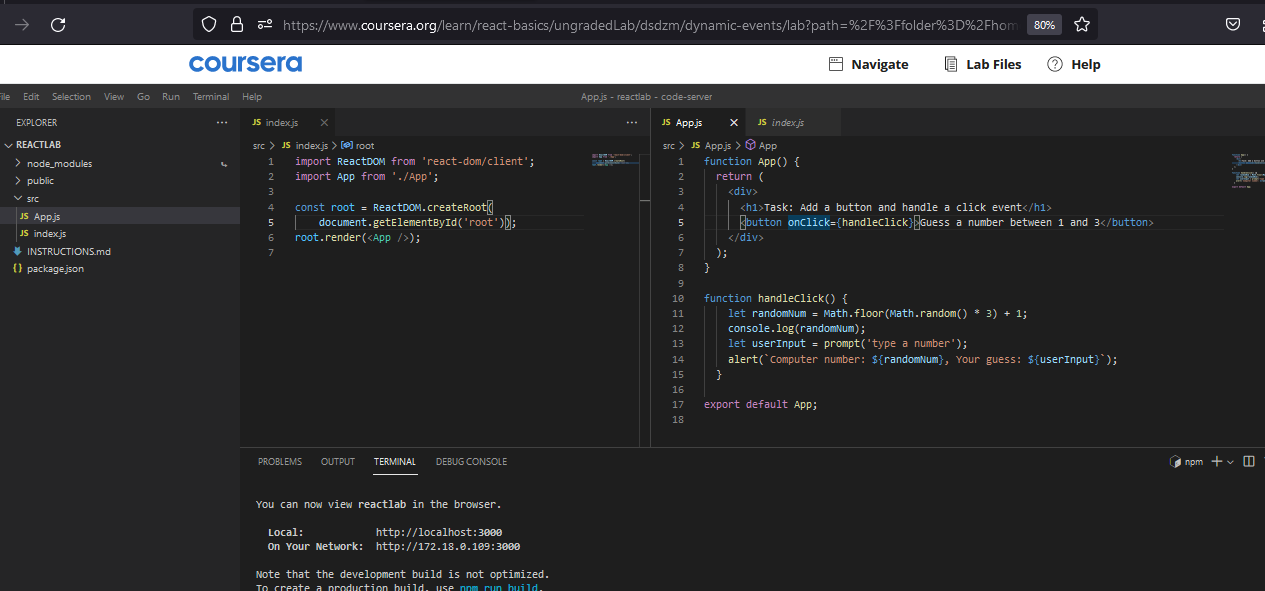 https://www.coursera.org/learn/react-basics/ungradedLab/dsdzm/dynamic-events/lab?path=%2F%3Ffolder%3D%2Fhom
80%
coursera
Navigate
Lab Files
Help
ile Edit Selection View Go Run Terminal Help
App.js - reactlab - code-server
EXPLORER
REACTLAB
node_modules
public
src
JS App.js
JS index.js
INSTRUCTIONS.md
{} package.json
JS index.js
src > JS index.js > root
1 import ReactDOM from 'react-dom/client';
2 import App from './App';
3
4 const root = ReactDOM.createRoot(
5 document.getElementById('root'));
6 root.render(<App />);
7
JS App.js
JS index.js
src > JS App.js > App
1 function App() {
2 return (
3 <div>
4 <h1>Task: Add a button and handle a click event</h1>
5 <button onClick={handleClick}>Guess a number between 1 and 3</button>
6 </div>
7 );
8 }
9
10 function handleClick() {
11 let randomNum = Math.floor(Math.random() * 3) + 1;
12 console.log(randomNum);
13 let userInput = prompt('type a number');
14 alert(`Computer number: ${randomNum}, Your guess: ${userInput}`);
15 }
16
17 export default App;
18
PROBLEMS OUTPUT TERMINAL DEBUG CONSOLE
npm
You can now view reactlab in the browser.
Local: http://localhost:3000
On Your Network: http://172.18.0.109:3000
Note that the development build is not optimized.
To create a production build, use npm run build.